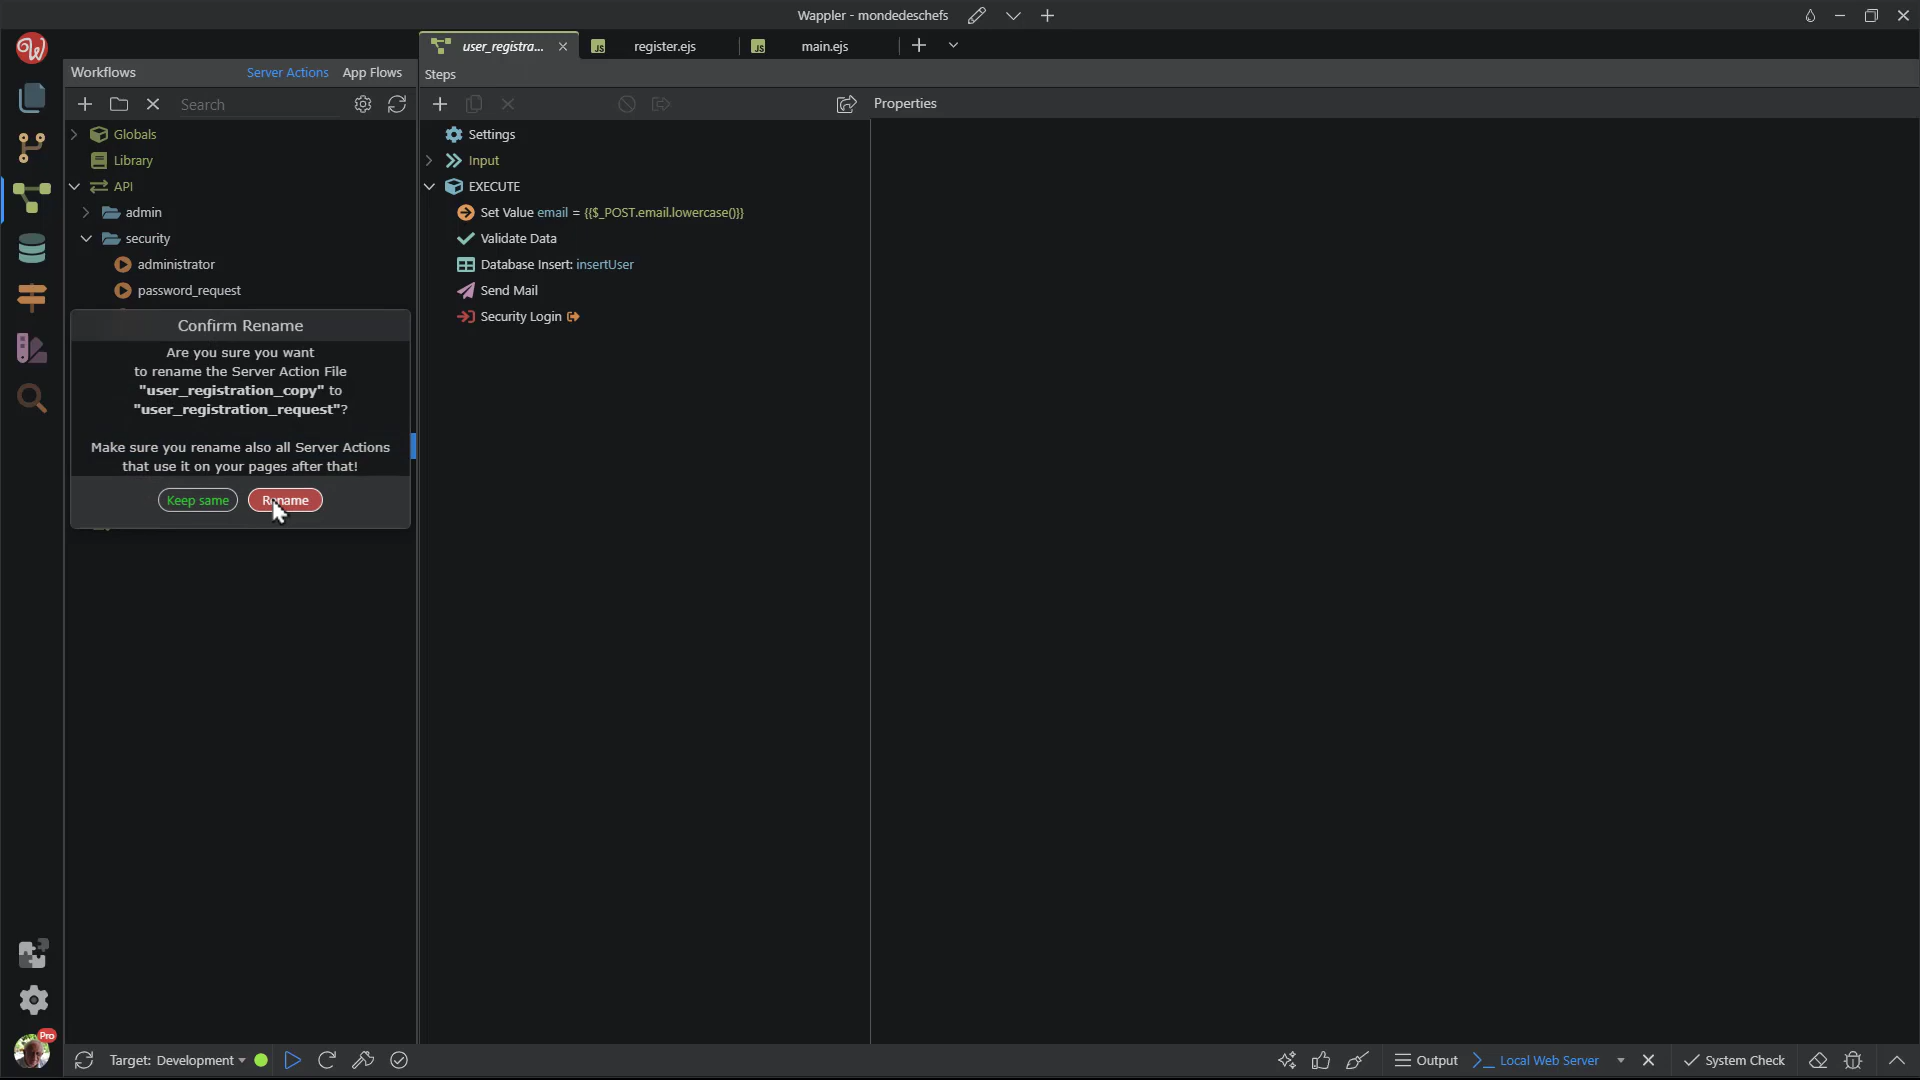 Wappler - mondedeschefs
user_registra...
register.ejs
main.ejs
Workflows
Server Actions
App Flows
Steps
Search
Properties
Globals
Library
API
admin
security
administrator
password_request
Settings
Input
EXECUTE
Set Value email = {{$_POST.email.lowercase()}}
Validate Data
Database Insert: insertUser
Send Mail
Security Login
Confirm Rename
Are you sure you want
to rename the Server Action File
"user_registration_copy" to
"user_registration_request"?
Make sure you rename also all Server Actions
that use it on your pages after that!
Keep same
Rename
Pro
Target: Development
Output
Local Web Server
System Check